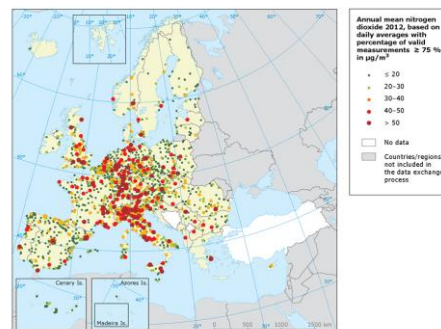 Annual mean nitrogen
dioxide 2012, based on
daily averages with
percentage of valid
measurements ≥ 75 %
in µg/m³
≤ 20
20–30
30–40
40–50
> 50
No data
Countries/regions
not included in
the data exchange
process
Canary Is.
Azores Is.
Madeira Is.
0 500 1000 1500 km